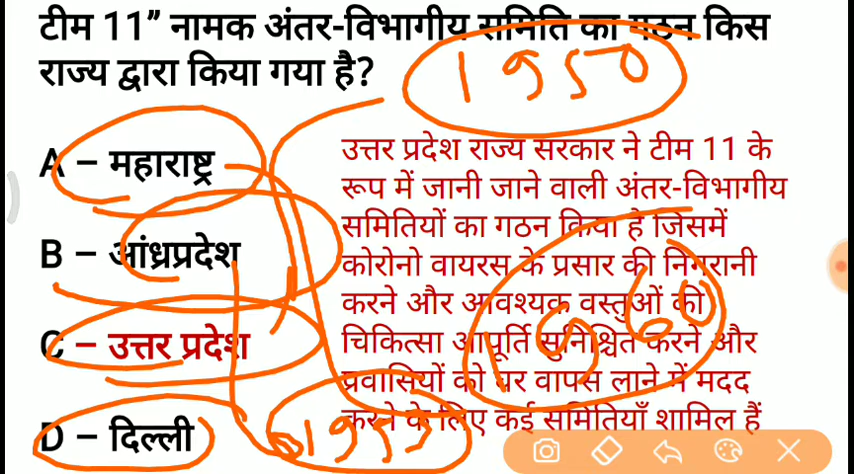 टीम 11” नामक अंतर-विभागीय समिति का गठन किस
राज्य द्वारा किया गया है?
1950
A – महाराष्ट्र
B – आंध्रप्रदेश
C – उत्तर प्रदेश
D – दिल्ली
उत्तर प्रदेश राज्य सरकार ने टीम 11 के
रूप में जानी जाने वाली अंतर-विभागीय
समितियों का गठन किया है जिसमें
कोरोनो वायरस के प्रसार की निगरानी
करने और आवश्यक वस्तुओं की
चिकित्सा आपूर्ति सुनिश्चित करने और
प्रवासियों को घर वापस लाने में मदद
करने के लिए कई समितियाँ शामिल हैं
1960